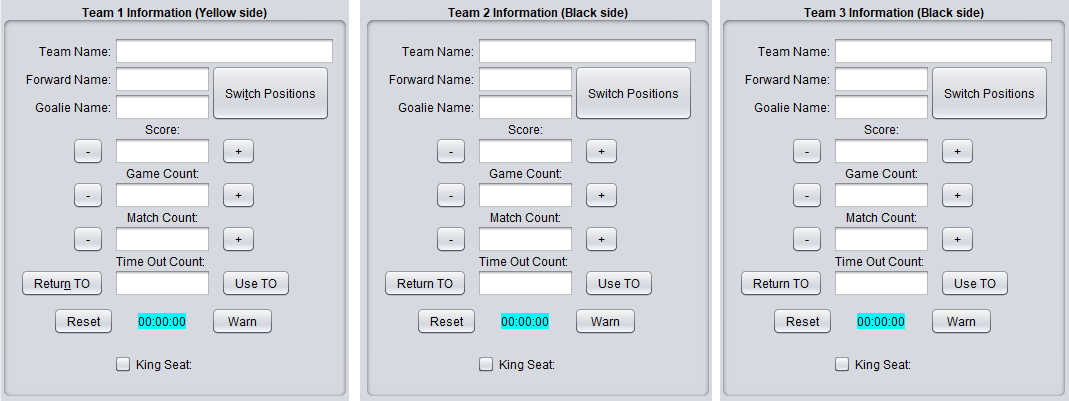 Team 1 Information (Yellow side)
Team Name:
Forward Name:
Switch Positions
Goalie Name:
Score:
- +
Game Count:
- +
Match Count:
- +
Time Out Count:
Return TO Use TO
Reset 00:00:00 Warn
King Seat:
Team 2 Information (Black side)
Team Name:
Forward Name:
Switch Positions
Goalie Name:
Score:
- +
Game Count:
- +
Match Count:
- +
Time Out Count:
Return TO Use TO
Reset 00:00:00 Warn
King Seat:
Team 3 Information (Black side)
Team Name:
Forward Name:
Switch Positions
Goalie Name:
Score:
- +
Game Count:
- +
Match Count:
- +
Time Out Count:
Return TO Use TO
Reset 00:00:00 Warn
King Seat: